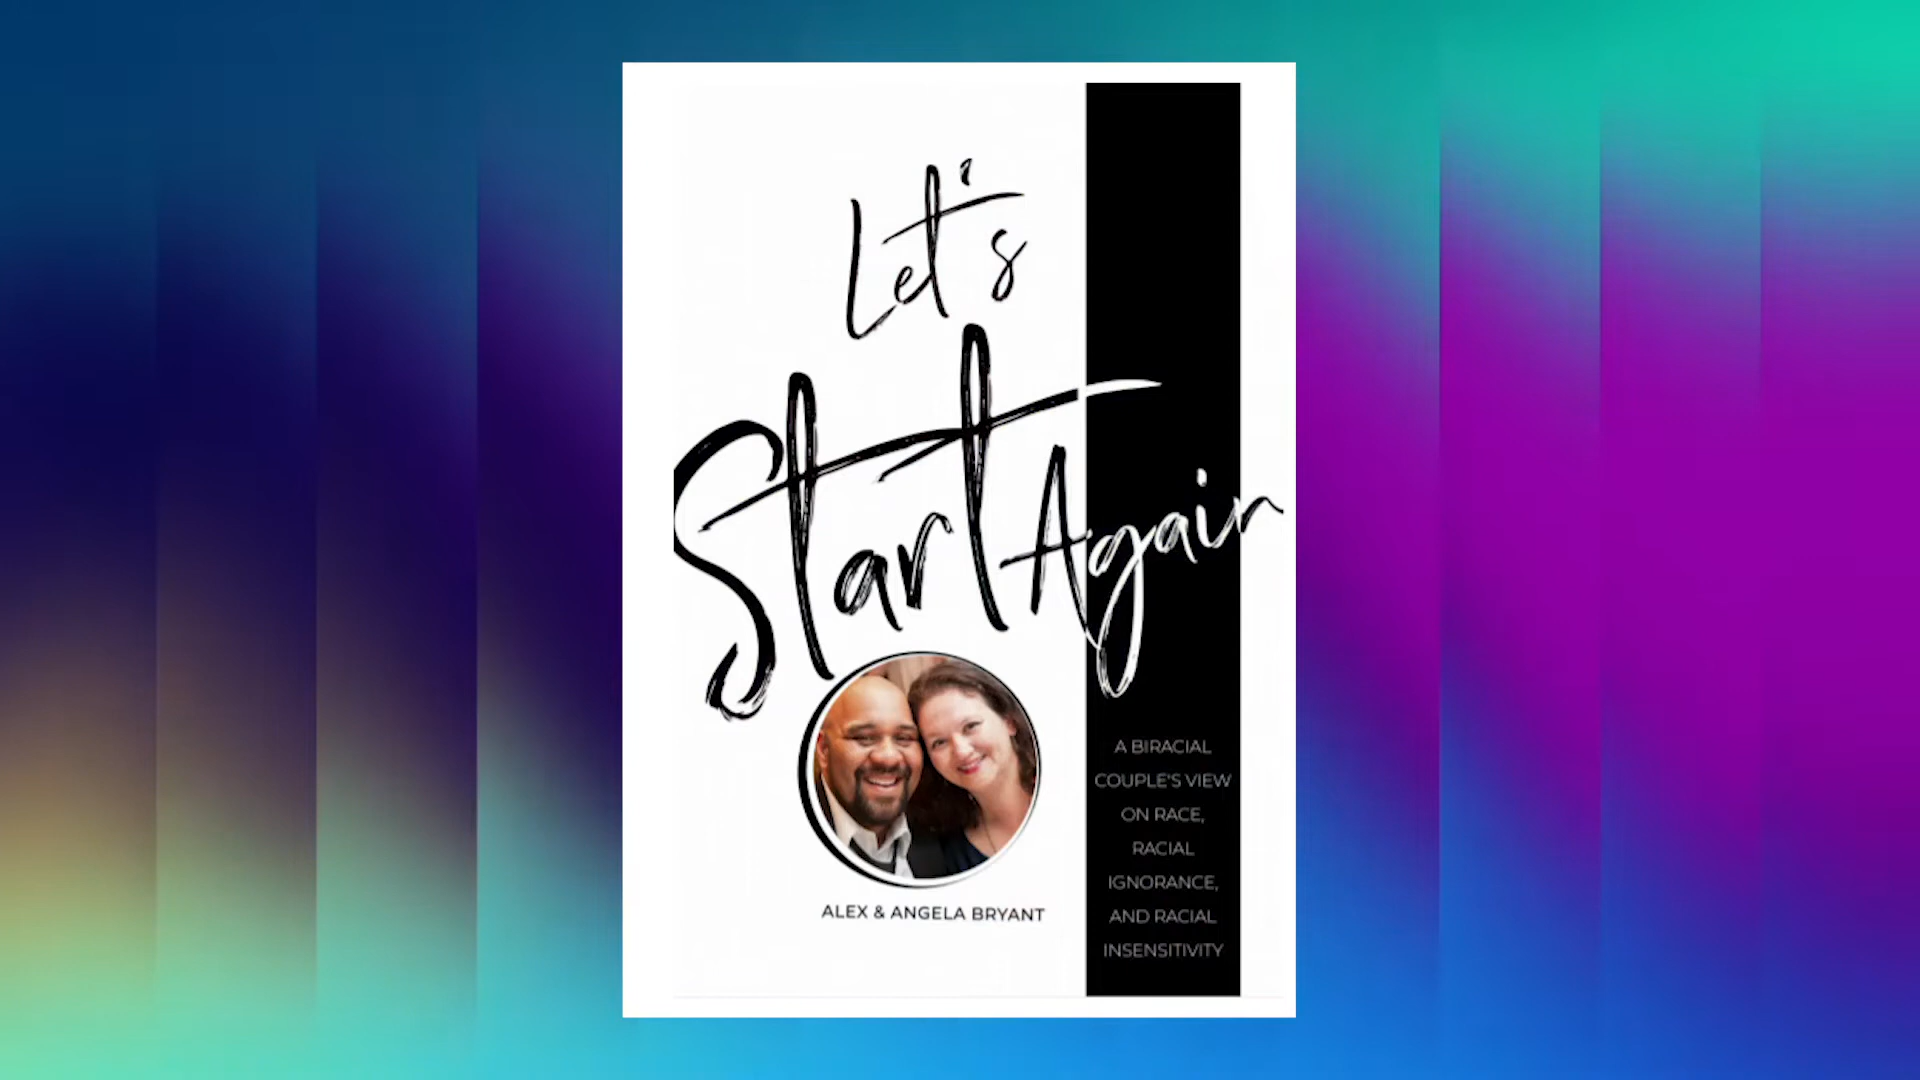 Let's
Start Again
ALEX & ANGELA BRYANT
A BIRACIAL
COUPLE'S VIEW
ON RACE,
RACIAL
IGNORANCE,
AND RACIAL
INSENSITIVITY